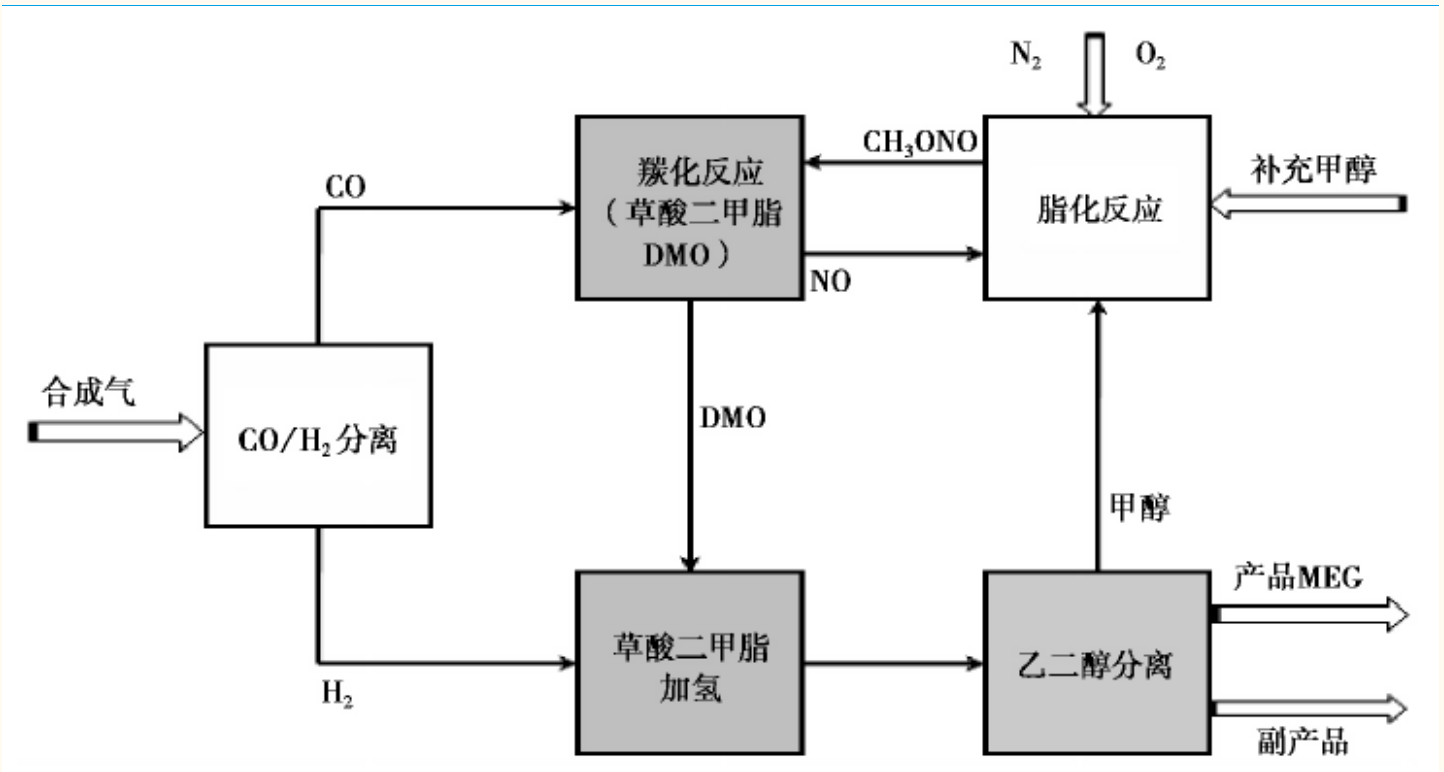 N₂ O₂
CH₃ONO
CO
羰化反应
（草酸二甲脂
DMO）
脂化反应
补充甲醇
NO
合成气
CO/H₂分离
DMO
甲醇
产品MEG
草酸二甲脂
加氢
乙二醇分离
H₂
副产品